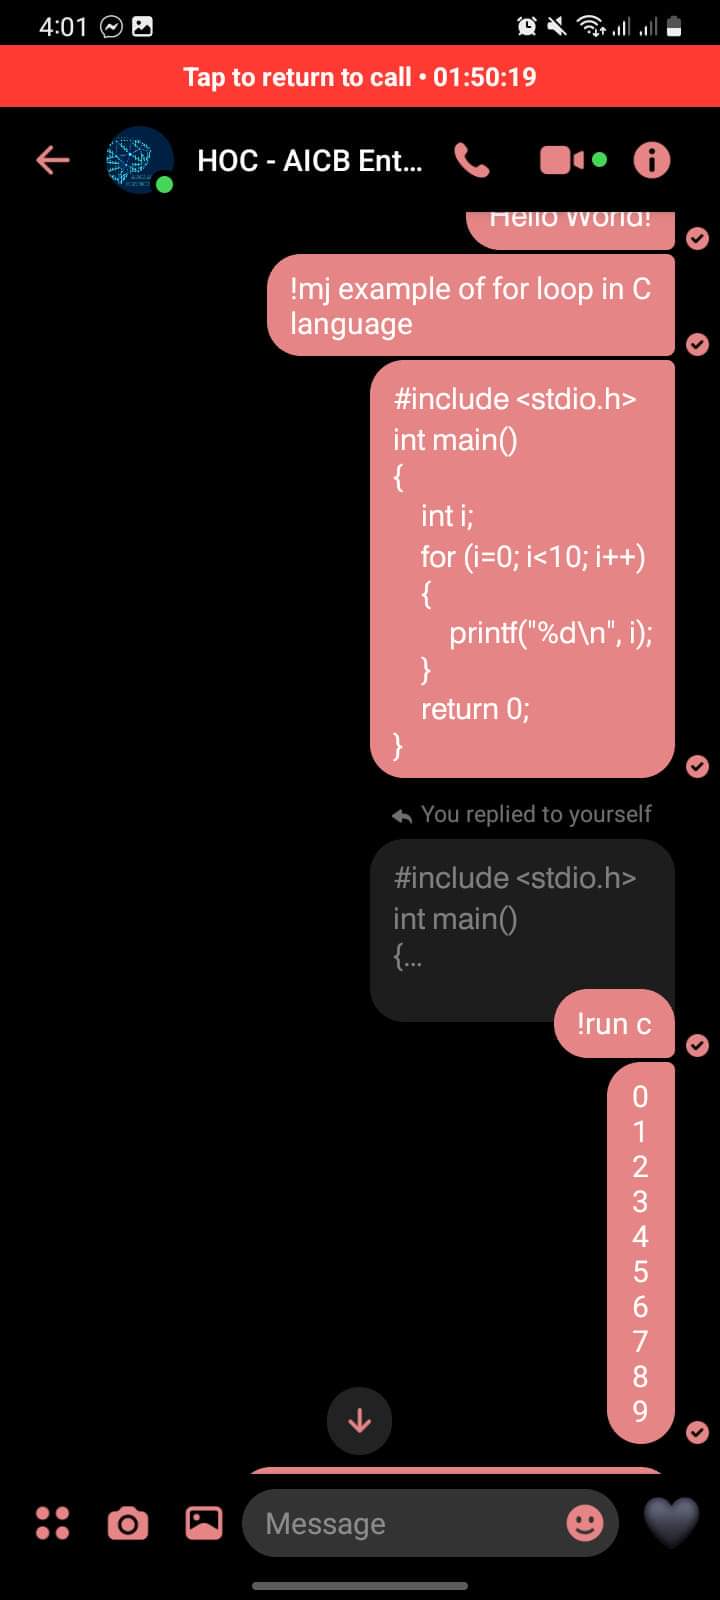 4:01
Tap to return to call • 01:50:19
HOC - AICB Ent...
Hello World!
!mj example of for loop in C
language
#include <stdio.h>
int main()
{
    int i;
    for (i=0; i<10; i++)
    {
        printf("%d\n", i);
    }
    return 0;
}
You replied to yourself
#include <stdio.h>
int main()
{...
!run c
0
1
2
3
4
5
6
7
8
9
Message